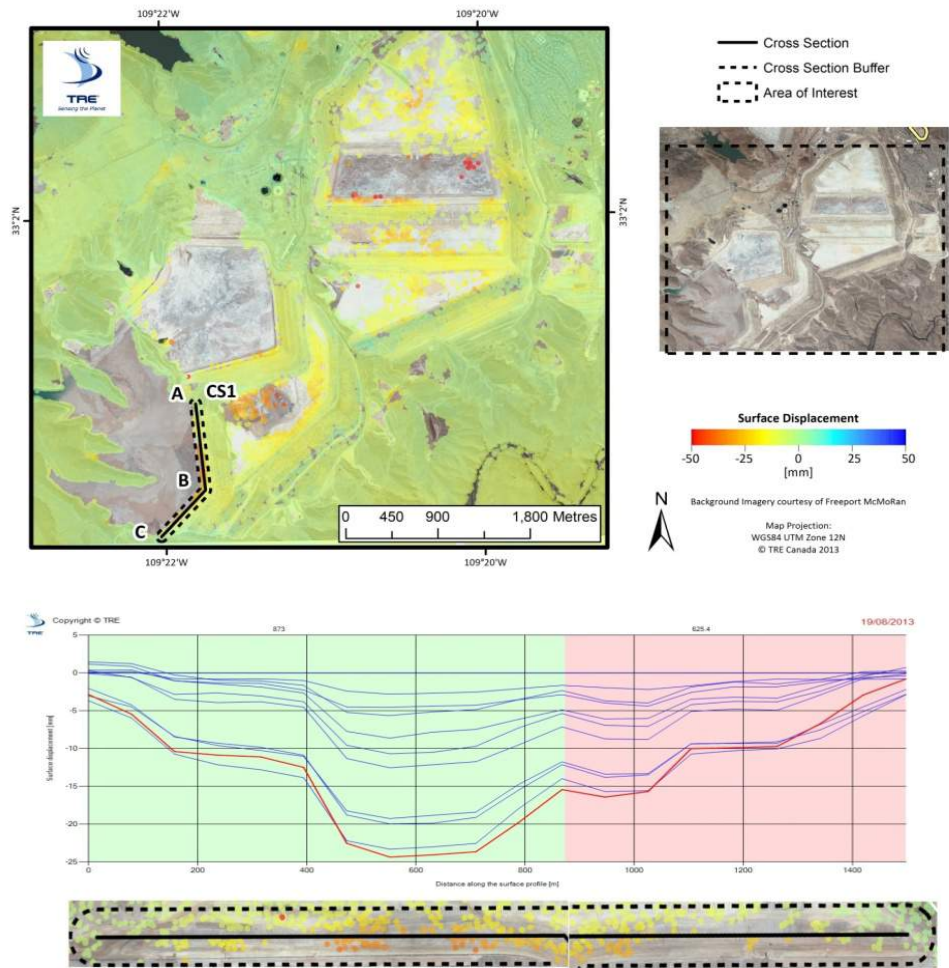 109°22'W
109°20'W
TRE
Sensing the Planet
33°2'N
33°2'N
A
CS1
B
C
0 450 900 1,800 Metres
109°22'W
109°20'W
Cross Section
Cross Section Buffer
Area of Interest
Surface Displacement
-50 -25 0 25 50
[mm]
N
Background Imagery courtesy of Freeport McMoRan
Map Projection:
WGS84 UTM Zone 12N
© TRE Canada 2013
TRE
Copyright © TRE
19/08/2013
873
625.4
5
0
-5
-10
-15
-20
-25
Surface displacement [mm]
0 200 400 600 800 1000 1200 1400
Distance along the surface profile [m]